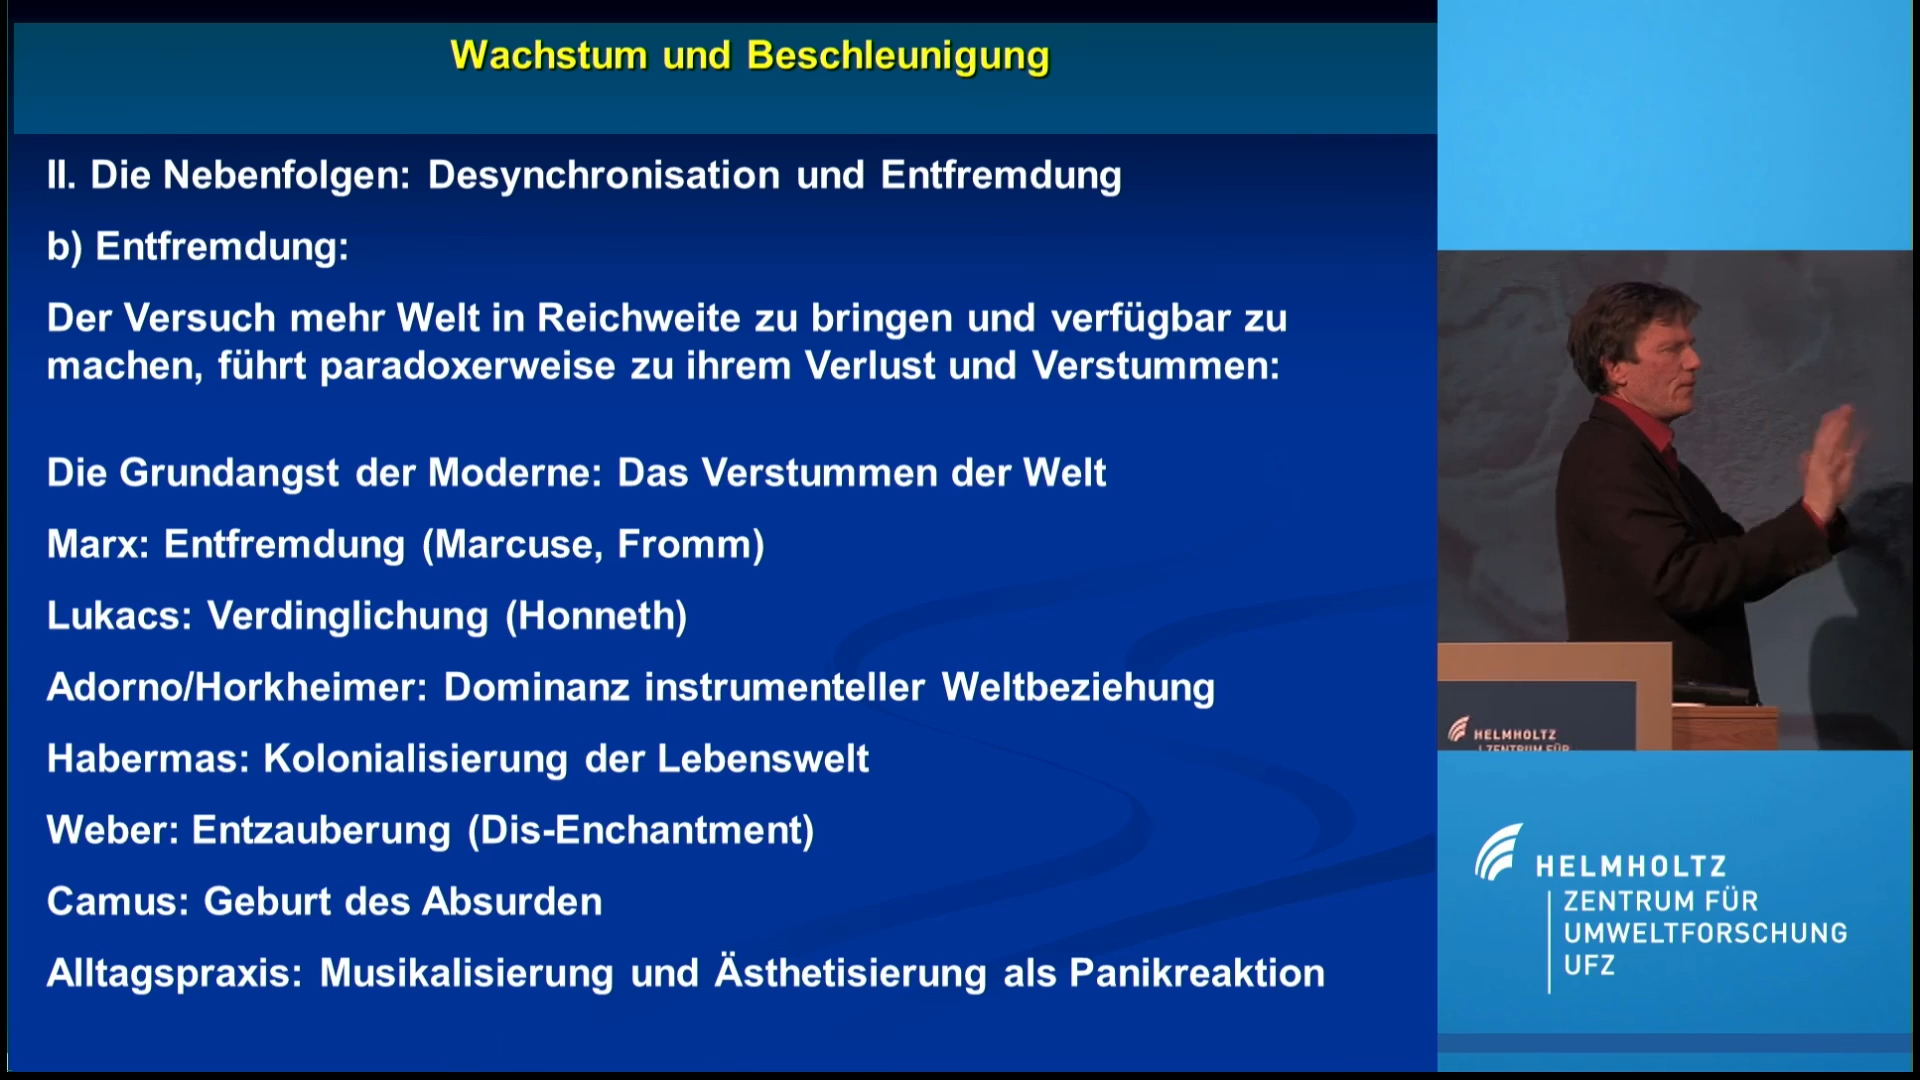 Wachstum und Beschleunigung
II. Die Nebenfolgen: Desynchronisation und Entfremdung
b) Entfremdung:
Der Versuch mehr Welt in Reichweite zu bringen und verfügbar zu
machen, führt paradoxerweise zu ihrem Verlust und Verstummen:
Die Grundangst der Moderne: Das Verstummen der Welt
Marx: Entfremdung (Marcuse, Fromm)
Lukacs: Verdinglichung (Honneth)
Adorno/Horkheimer: Dominanz instrumenteller Weltbeziehung
Habermas: Kolonialisierung der Lebenswelt
Weber: Entzauberung (Dis-Enchantment)
Camus: Geburt des Absurden
Alltagspraxis: Musikalisierung und Ästhetisierung als Panikreaktion
HELMHOLTZ
ZENTRUM FÜR
HELMHOLTZ
ZENTRUM FÜR
UMWELTFORSCHUNG
UFZ